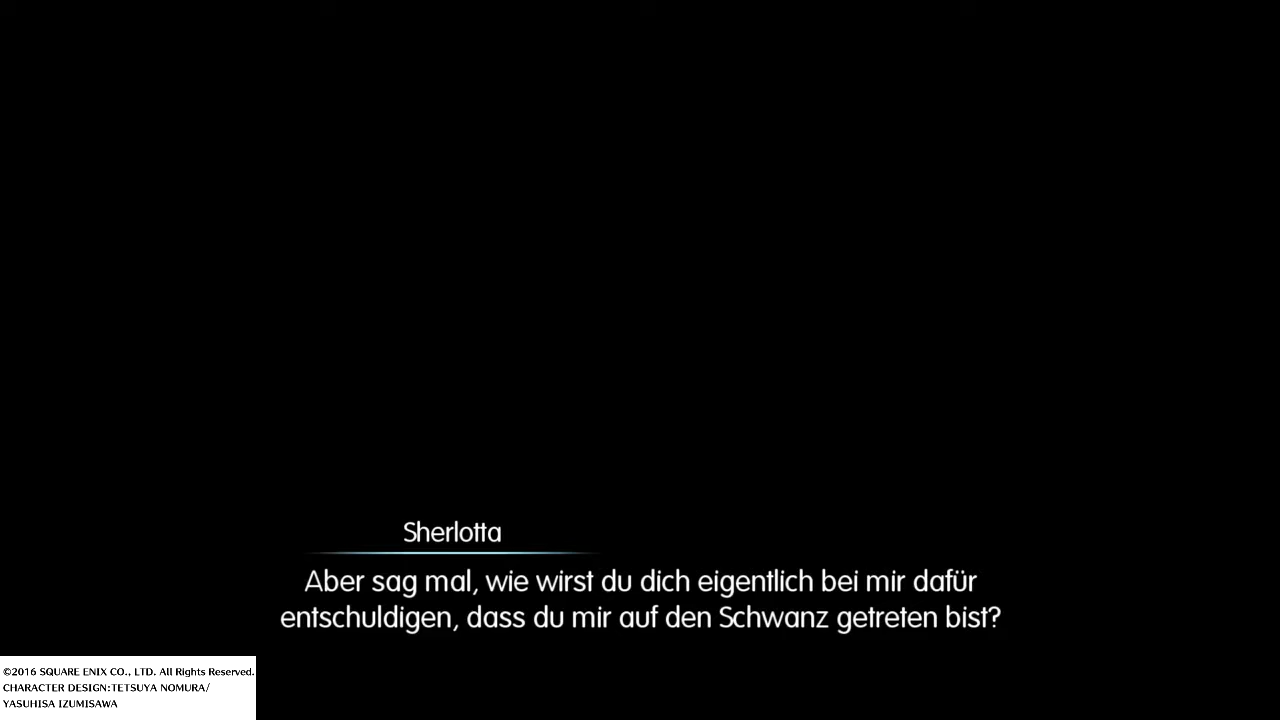 Sherlotta
Aber sag mal, wie wirst du dich eigentlich bei mir dafür
entschuldigen, dass du mir auf den Schwanz getreten bist?
©2016 SQUARE ENIX CO., LTD. All Rights Reserved.
CHARACTER DESIGN:TETSUYA NOMURA/
YASUHISA IZUMISAWA